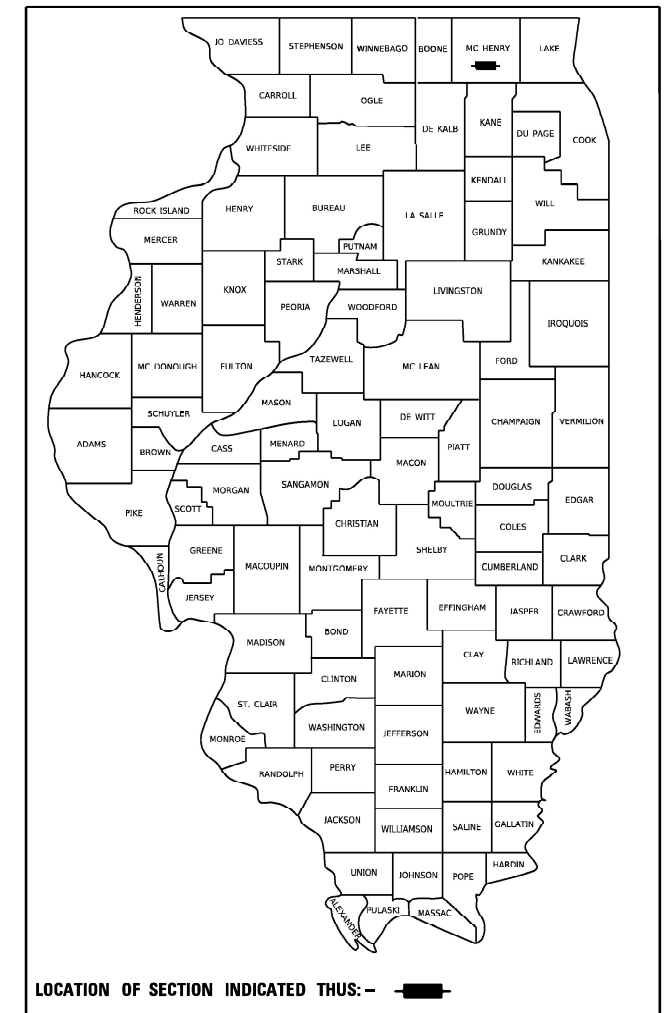 JO DAVIESS
STEPHENSON
WINNEBAGO
BOONE
MC HENRY
LAKE
CARROLL
OGLE
DE KALB
KANE
DU PAGE
COOK
WHITESIDE
LEE
KENDALL
WILL
ROCK ISLAND
HENRY
BUREAU
LA SALLE
GRUNDY
MERCER
PUTNAM
STARK
MARSHALL
KANKAKEE
HENDERSON
WARREN
KNOX
PEORIA
WOODFORD
LIVINGSTON
IROQUOIS
HANCOCK
MC DONOUGH
FULTON
TAZEWELL
MC LEAN
FORD
MASON
SCHUYLER
LUGAN
DE WITT
CHAMPAIGN
VERMILION
ADAMS
BROWN
CASS
MENARD
PIATT
MACON
MORGAN
SANGAMON
DOUGLAS
EDGAR
PIKE
SCOTT
MOULTRIE
CHRISTIAN
COLES
GREENE
SHELBY
CALHOUN
MACOUPIN
MONTGOMERY
CUMBERLAND
CLARK
JERSEY
FAYETTE
EFFINGHAM
JASPER
CRAWFORD
MADISON
BOND
CLAY
RICHLAND
LAWRENCE
CLINTON
MARION
ST. CLAIR
WAYNE
EDWARDS
WABASH
MONROE
WASHINGTON
JEFFERSON
RANDOLPH
PERRY
HAMILTON
WHITE
FRANKLIN
JACKSON
WILLIAMSON
SALINE
GALLATIN
UNION
JOHNSON
POPE
HARDIN
ALEXANDER
PULASKI
MASSAC
LOCATION OF SECTION INDICATED THUS: –